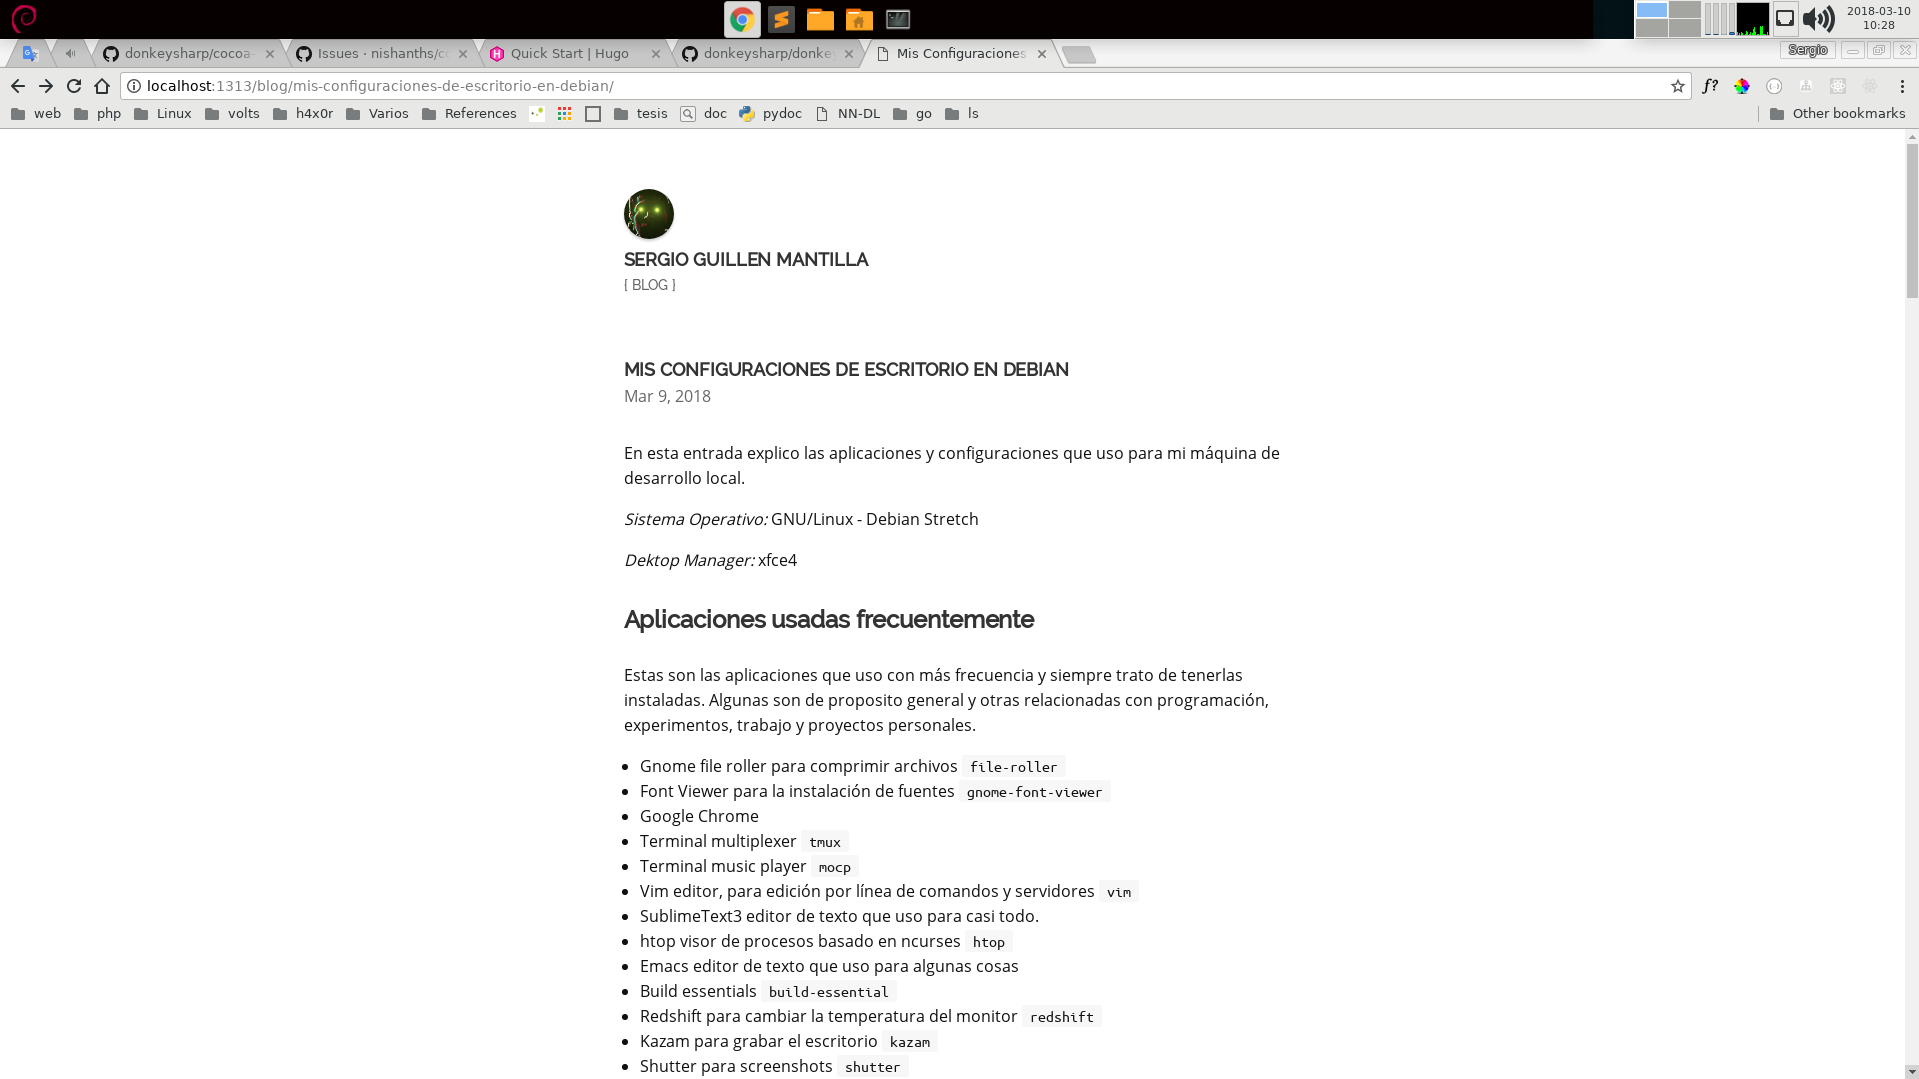 2018-03-10
10:28
donkeysharp/cocoa-
Issues · nishanths/co
Quick Start | Hugo
donkeysharp/donkey
Mis Configuraciones
Sergio
localhost:1313/blog/mis-configuraciones-de-escritorio-en-debian/
f?
web
php
Linux
volts
h4x0r
Varios
References
tesis
doc
pydoc
NN-DL
go
ls
Other bookmarks
SERGIO GUILLEN MANTILLA
{ BLOG }
MIS CONFIGURACIONES DE ESCRITORIO EN DEBIAN
Mar 9, 2018
En esta entrada explico las aplicaciones y configuraciones que uso para mi máquina de
desarrollo local.
Sistema Operativo: GNU/Linux - Debian Stretch
Dektop Manager: xfce4
Aplicaciones usadas frecuentemente
Estas son las aplicaciones que uso con más frecuencia y siempre trato de tenerlas
instaladas. Algunas son de proposito general y otras relacionadas con programación,
experimentos, trabajo y proyectos personales.
Gnome file roller para comprimir archivos file-roller
Font Viewer para la instalación de fuentes gnome-font-viewer
Google Chrome
Terminal multiplexer tmux
Terminal music player mocp
Vim editor, para edición por línea de comandos y servidores vim
SublimeText3 editor de texto que uso para casi todo.
htop visor de procesos basado en ncurses htop
Emacs editor de texto que uso para algunas cosas
Build essentials build-essential
Redshift para cambiar la temperatura del monitor redshift
Kazam para grabar el escritorio kazam
Shutter para screenshots shutter